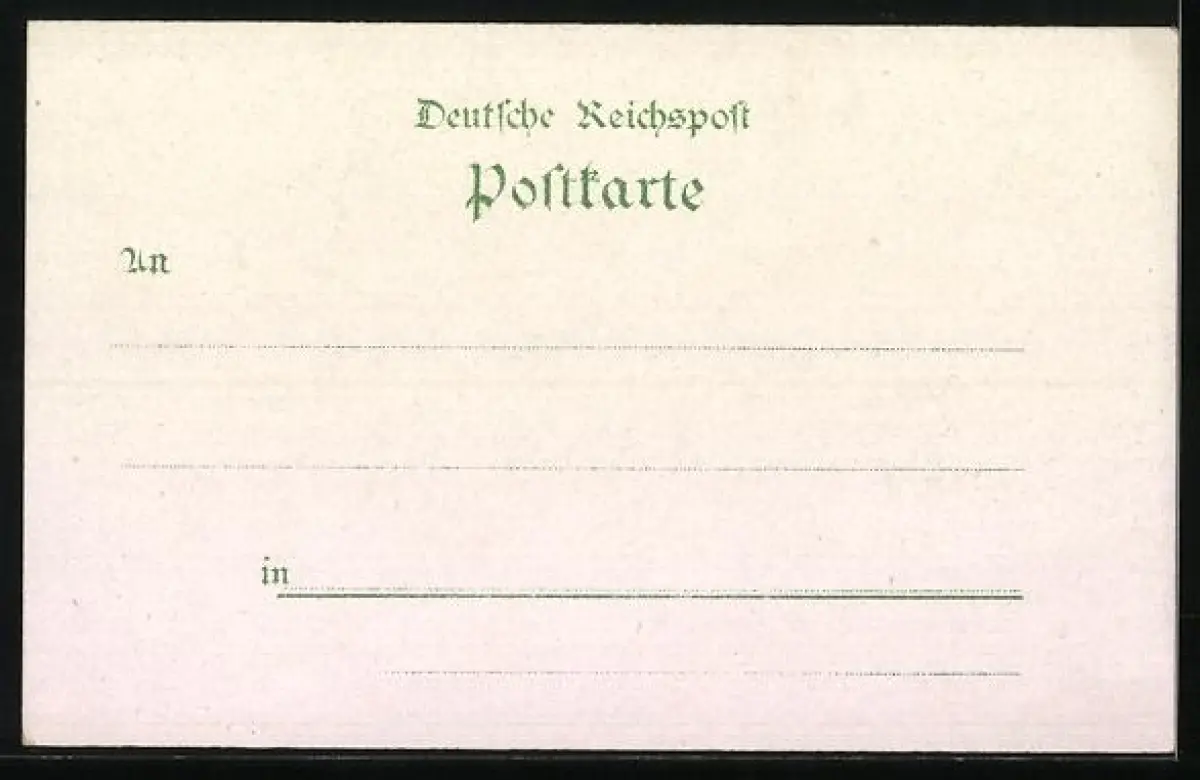 Deutſche Reichspoſt
Poſtkarte
An
in